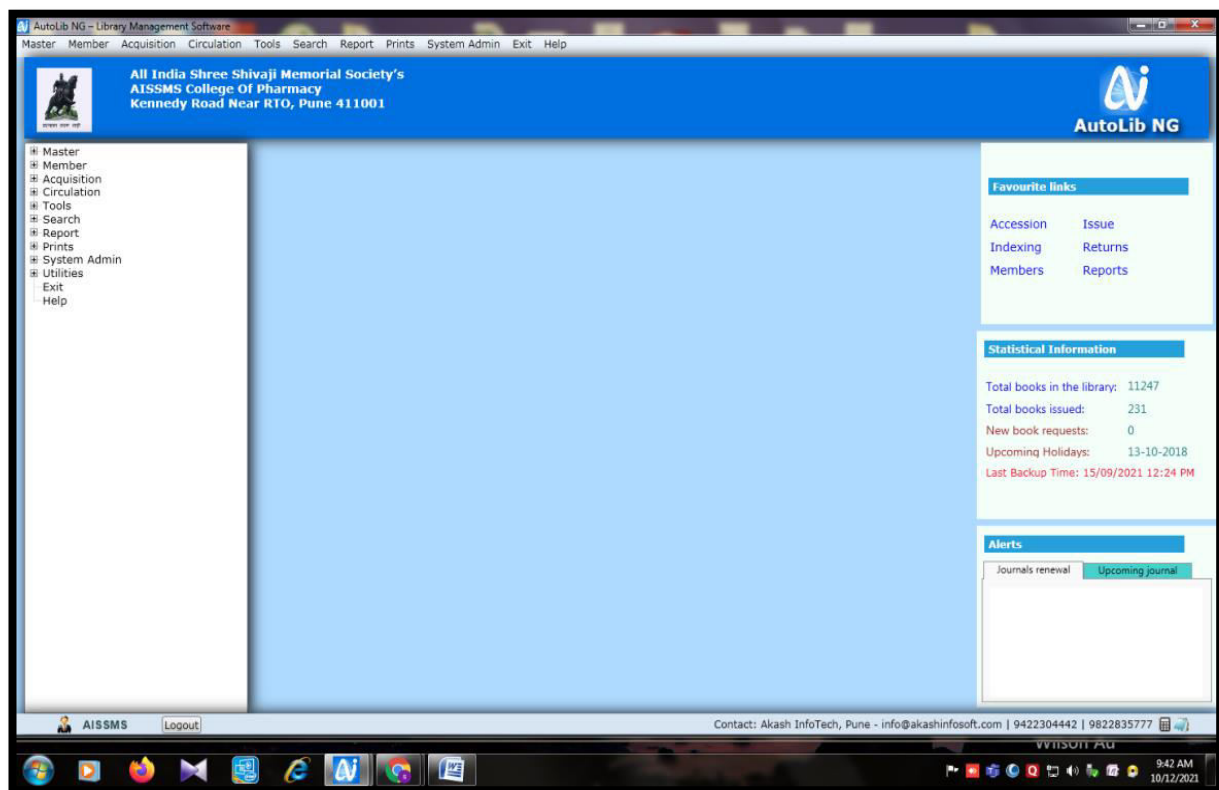 AutoLib NG – Library Management Software
Master Member Acquisition Circulation Tools Search Report Prints System Admin Exit Help
All India Shree Shivaji Memorial Society's
AISSMS College Of Pharmacy
Kennedy Road Near RTO, Pune 411001
AutoLib NG
Master
Member
Acquisition
Circulation
Tools
Search
Report
Prints
System Admin
Utilities
Exit
Help
Favourite links
Accession Issue
Indexing Returns
Members Reports
Statistical Information
Total books in the library: 11247
Total books issued: 231
New book requests: 0
Upcoming Holidays: 13-10-2018
Last Backup Time: 15/09/2021 12:24 PM
Alerts
Journals renewal Upcoming journal
AISSMS Logout
Contact: Akash InfoTech, Pune - info@akashinfosoft.com | 9422304442 | 9822835777
9:42 AM
10/12/2021